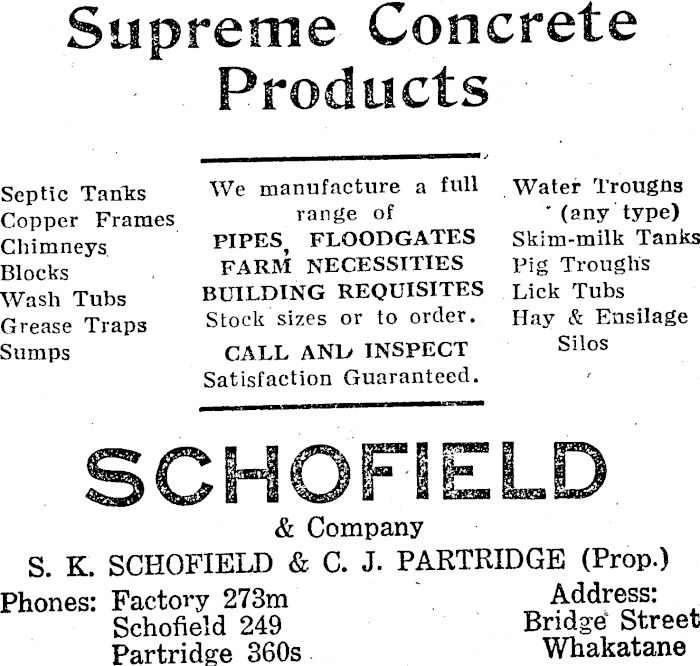 Supreme Concrete
Products
Septic Tanks
Copper Frames
Chimneys
Blocks
Wash Tubs
Grease Traps
Sumps
We manufacture a full
range of
PIPES, FLOODGATES
FARM NECESSITIES
BUILDING REQUISITES
Stock sizes or to order.
CALL AND INSPECT
Satisfaction Guaranteed.
Water Troughs
(any type)
Skim-milk Tanks
Pig Troughs
Lick Tubs
Hay & Ensilage
Silos
SCHOFIELD
& Company
S. K. SCHOFIELD & C. J. PARTRIDGE (Prop.)
Phones: Factory 273m
Schofield 249
Partridge 360s
Address:
Bridge Street
Whakatane